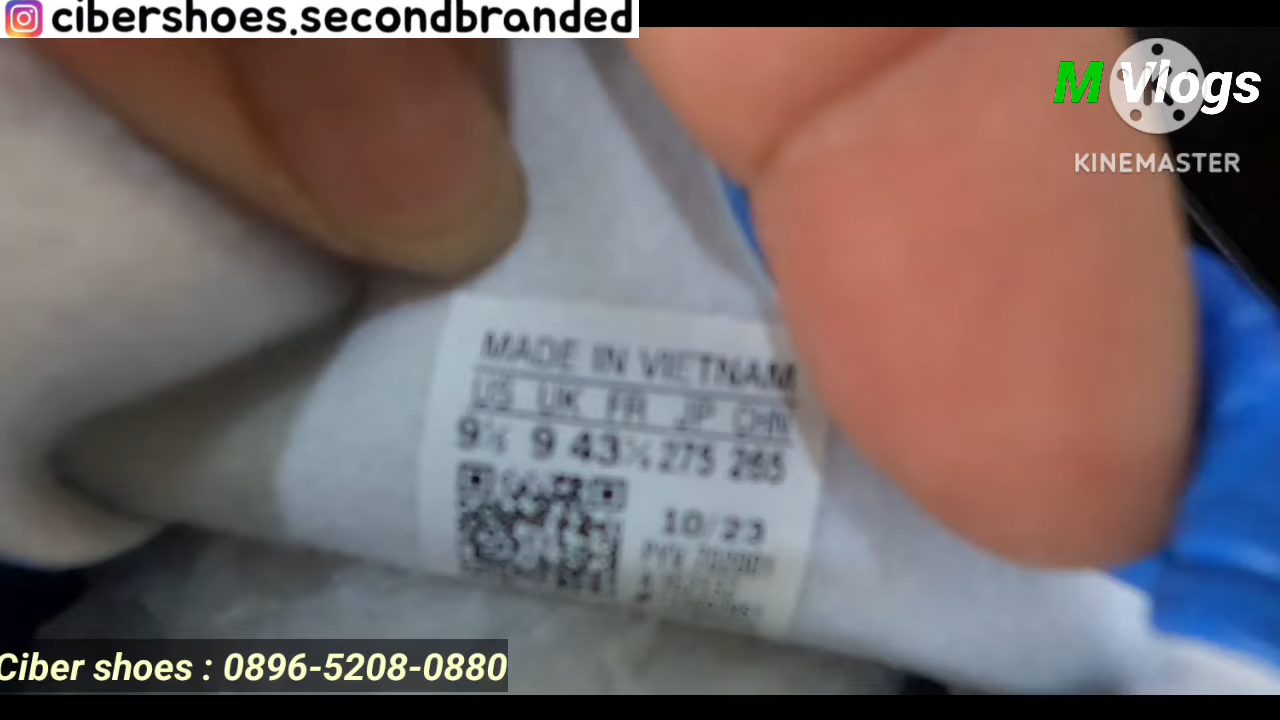 cibershoes.secondbranded
M Vlogs
KINEMASTER
MADE IN VIETNAM
US UK FR JP CHN
9½ 9 43⅓ 275 265
10/23
Ciber shoes : 0896-5208-0880